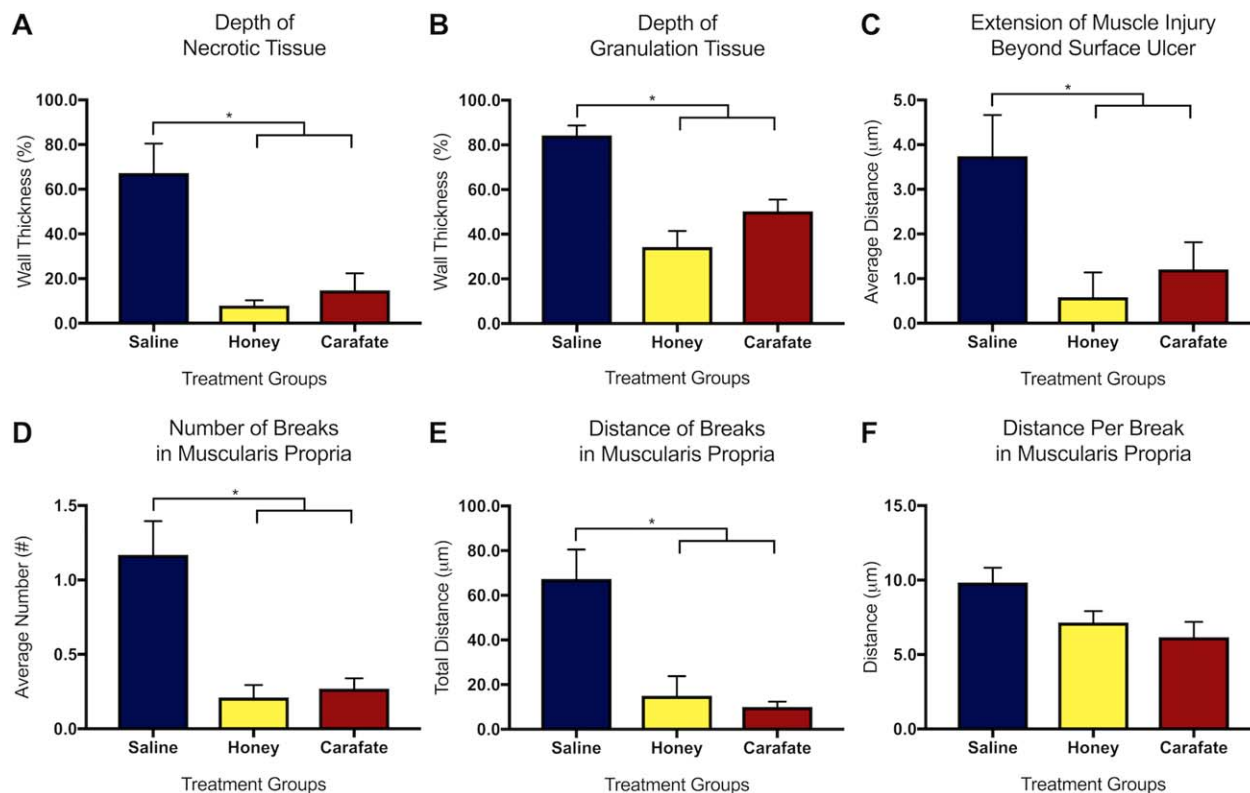 A
Depth of
Necrotic Tissue
Wall Thickness (%)
100.0
80.0
60.0
40.0
20.0
0.0
*
Saline Honey Carafate
Treatment Groups
B
Depth of
Granulation Tissue
Wall Thickness (%)
100.0
80.0
60.0
40.0
20.0
0.0
*
Saline Honey Carafate
Treatment Groups
C
Extension of Muscle Injury
Beyond Surface Ulcer
Average Distance (μm)
5.0
4.0
3.0
2.0
1.0
0.0
*
Saline Honey Carafate
Treatment Groups
D
Number of Breaks
in Muscularis Propria
Average Number (#)
1.5
1.0
0.5
0.0
*
Saline Honey Carafate
Treatment Groups
E
Distance of Breaks
in Muscularis Propria
Total Distance (μm)
100.0
80.0
60.0
40.0
20.0
0.0
*
Saline Honey Carafate
Treatment Groups
F
Distance Per Break
in Muscularis Propria
Distance (μm)
15.0
10.0
5.0
0.0
Saline Honey Carafate
Treatment Groups